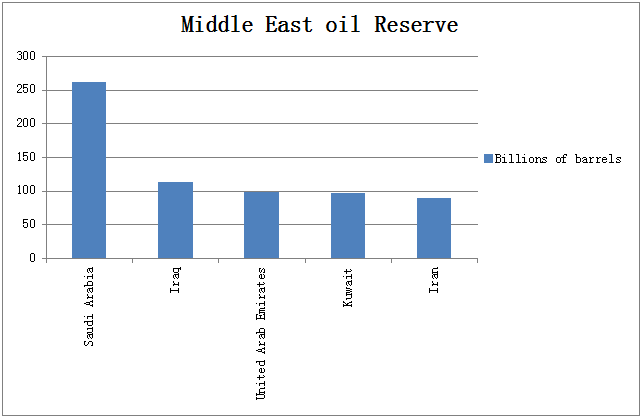 Middle East oil Reserve
300
250
200
150
100
50
0
Billions of barrels
Saudi Arabia
Iraq
United Arab Emirates
Kuwait
Iran